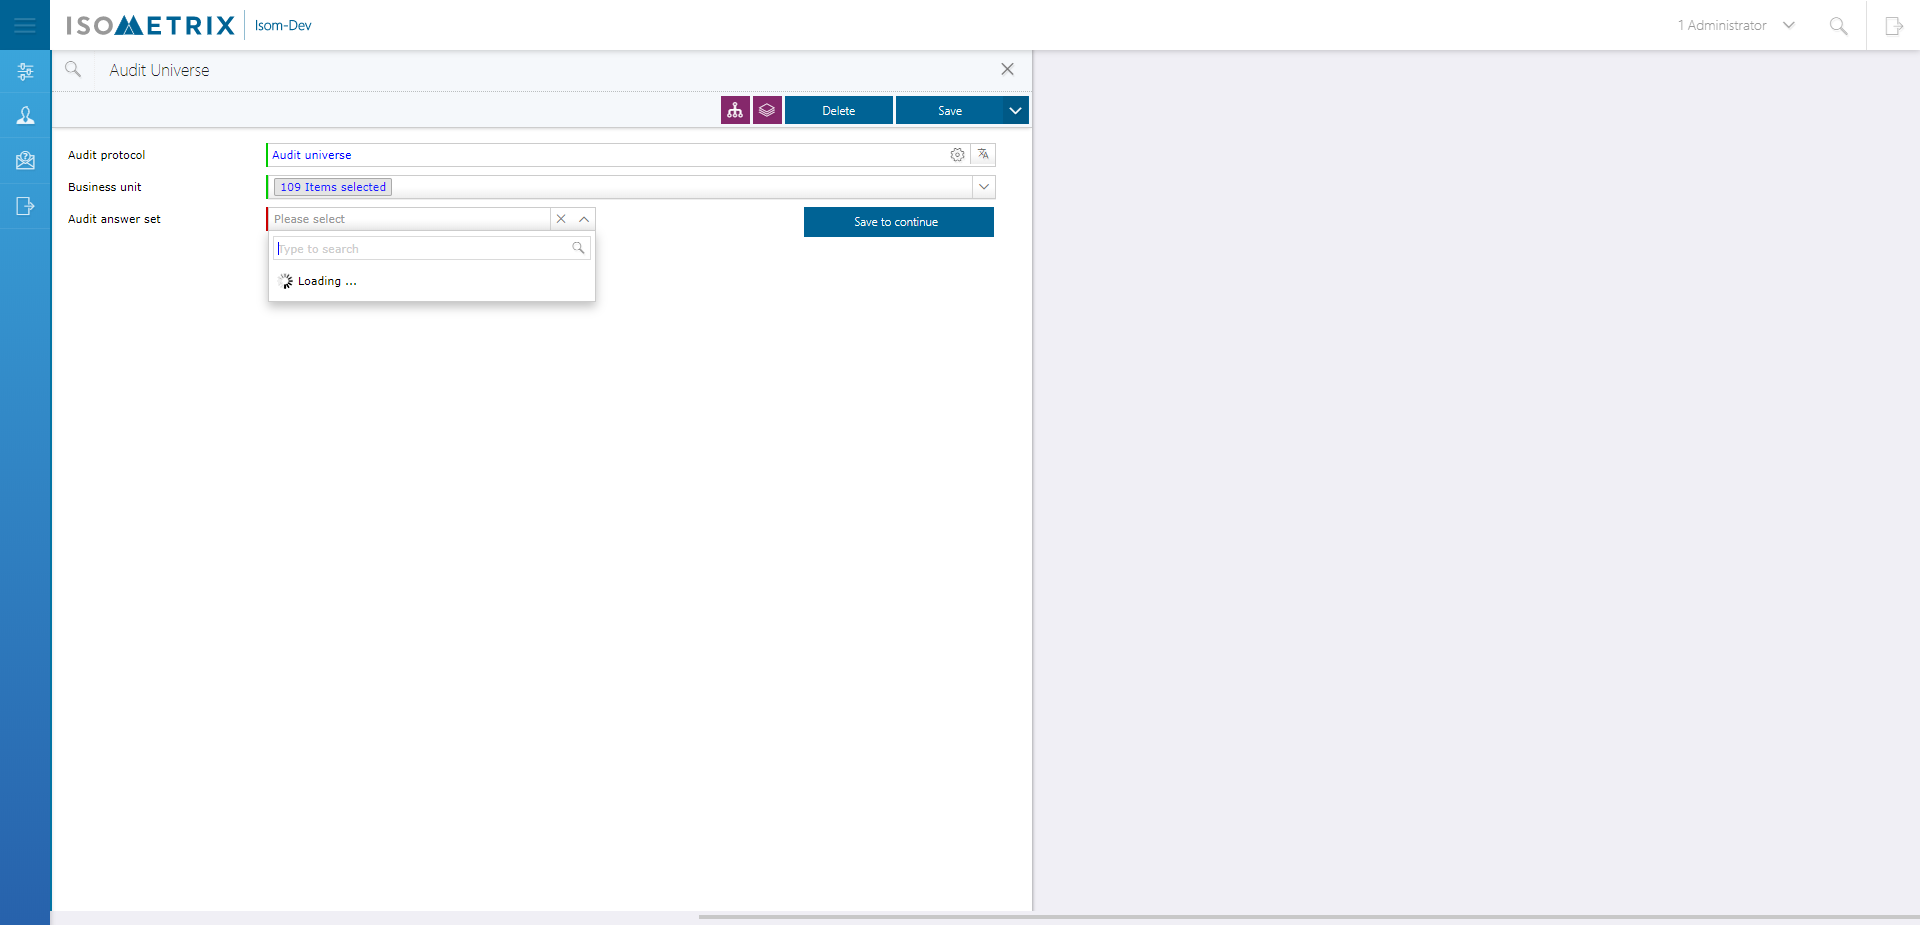 ISOMETRIX
Isom-Dev
1 Administrator
Audit Universe
Delete
Save
Audit protocol
Audit universe
Business unit
109 Items selected
Audit answer set
Please select
Save to continue
Type to search
Loading ...